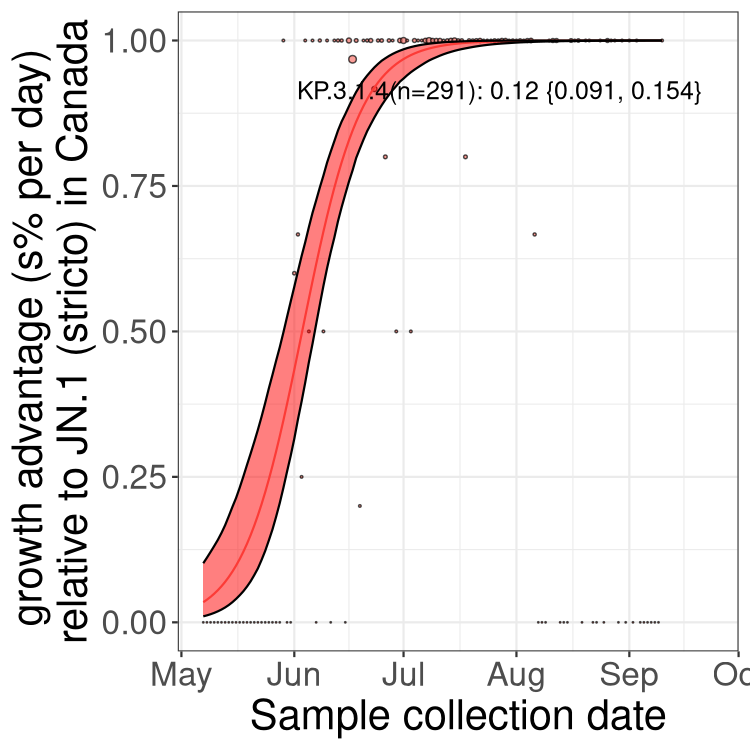 growth advantage (s% per day)
relative to JN.1 (stricto) in Canada
1.00
0.75
0.50
0.25
0.00
KP.3.1.4(n=291): 0.12 {0.091, 0.154}
May Jun Jul Aug Sep Oc
Sample collection date